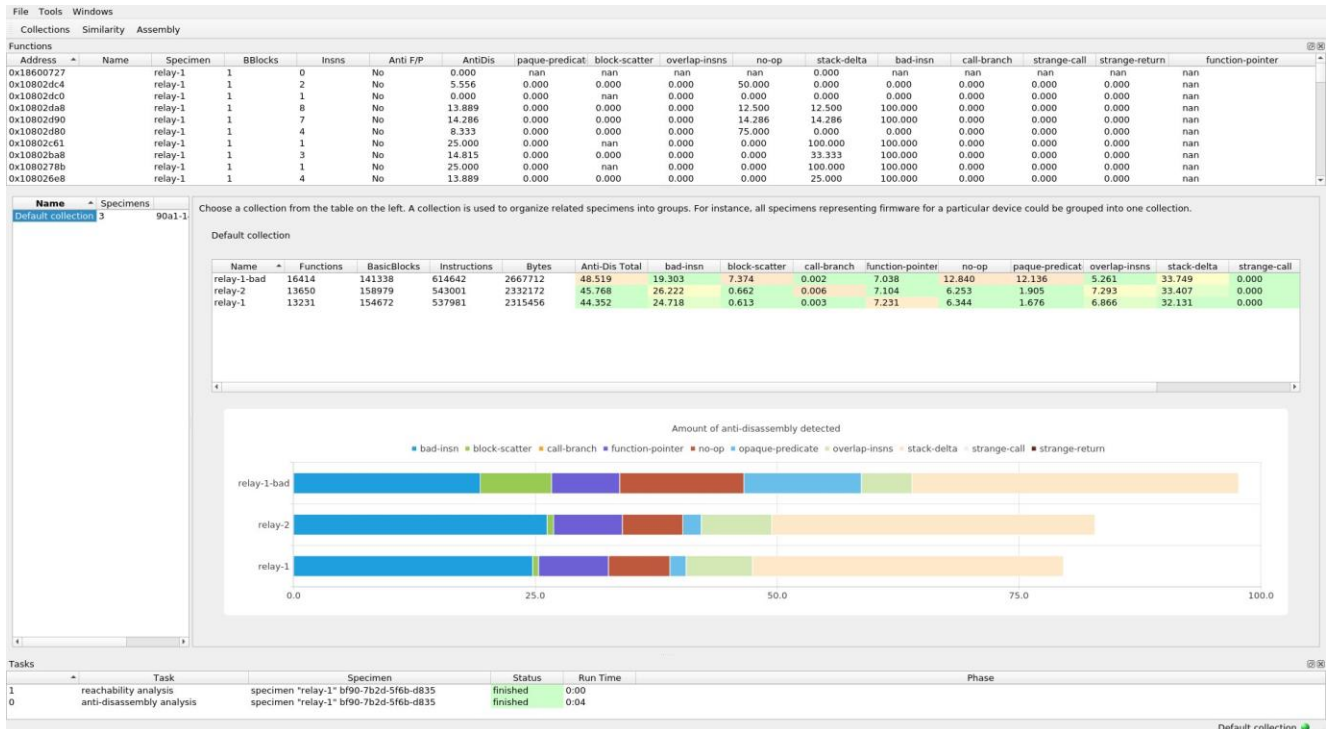 File Tools Windows
Collections Similarity Assembly
Functions
Address Name Specimen BBlocks Insns Anti F/P AntiDis paque-predicat block-scatter overlap-insns no-op stack-delta bad-insn call-branch strange-call strange-return function-pointer
0x18600727 relay-1 1 0 No 0.000 nan nan nan nan 0.000 nan nan nan nan nan
0x10802dc4 relay-1 1 2 No 5.556 0.000 0.000 0.000 50.000 0.000 0.000 0.000 0.000 0.000 nan
0x10802dc0 relay-1 1 1 No 0.000 0.000 nan 0.000 0.000 0.000 0.000 0.000 0.000 0.000 nan
0x10802da8 relay-1 1 8 No 13.889 0.000 0.000 0.000 12.500 12.500 100.000 0.000 0.000 0.000 nan
0x10802d90 relay-1 1 7 No 14.286 0.000 0.000 0.000 14.286 14.286 100.000 0.000 0.000 0.000 nan
0x10802d80 relay-1 1 4 No 8.333 0.000 0.000 0.000 75.000 0.000 0.000 0.000 0.000 0.000 nan
0x10802c61 relay-1 1 1 No 25.000 0.000 nan 0.000 0.000 100.000 100.000 0.000 0.000 0.000 nan
0x10802ba8 relay-1 1 3 No 14.815 0.000 0.000 0.000 0.000 33.333 100.000 0.000 0.000 0.000 nan
0x1080278b relay-1 1 1 No 25.000 0.000 nan 0.000 0.000 100.000 100.000 0.000 0.000 0.000 nan
0x108026e8 relay-1 1 4 No 13.889 0.000 0.000 0.000 0.000 25.000 100.000 0.000 0.000 0.000 nan
Name Specimens
Default collection 3 90a1-1
Choose a collection from the table on the left. A collection is used to organize related specimens into groups. For instance, all specimens representing firmware for a particular device could be grouped into one collection.
Default collection
Name Functions BasicBlocks Instructions Bytes Anti-Dis Total bad-insn block-scatter call-branch function-pointer no-op paque-predicat overlap-insns stack-delta strange-call
relay-1-bad 16414 141338 614642 2667712 48.519 19.303 7.374 0.002 7.038 12.840 12.136 5.261 33.749 0.000
relay-2 13650 158979 543001 2332172 45.768 26.222 0.662 0.006 7.104 6.253 1.905 7.293 33.407 0.000
relay-1 13231 154672 537981 2315456 44.352 24.718 0.613 0.003 7.231 6.344 1.676 6.866 32.131 0.000
Amount of anti-disassembly detected
bad-insn block-scatter call-branch function-pointer no-op opaque-predicate overlap-insns stack-delta strange-call strange-return
relay-1-bad
relay-2
relay-1
0.0 25.0 50.0 75.0 100.0
Tasks
Task Specimen Status Run Time Phase
1 reachability analysis specimen "relay-1" bf90-7b2d-5f6b-d835 finished 0:00
0 anti-disassembly analysis specimen "relay-1" bf90-7b2d-5f6b-d835 finished 0:04
Default collection